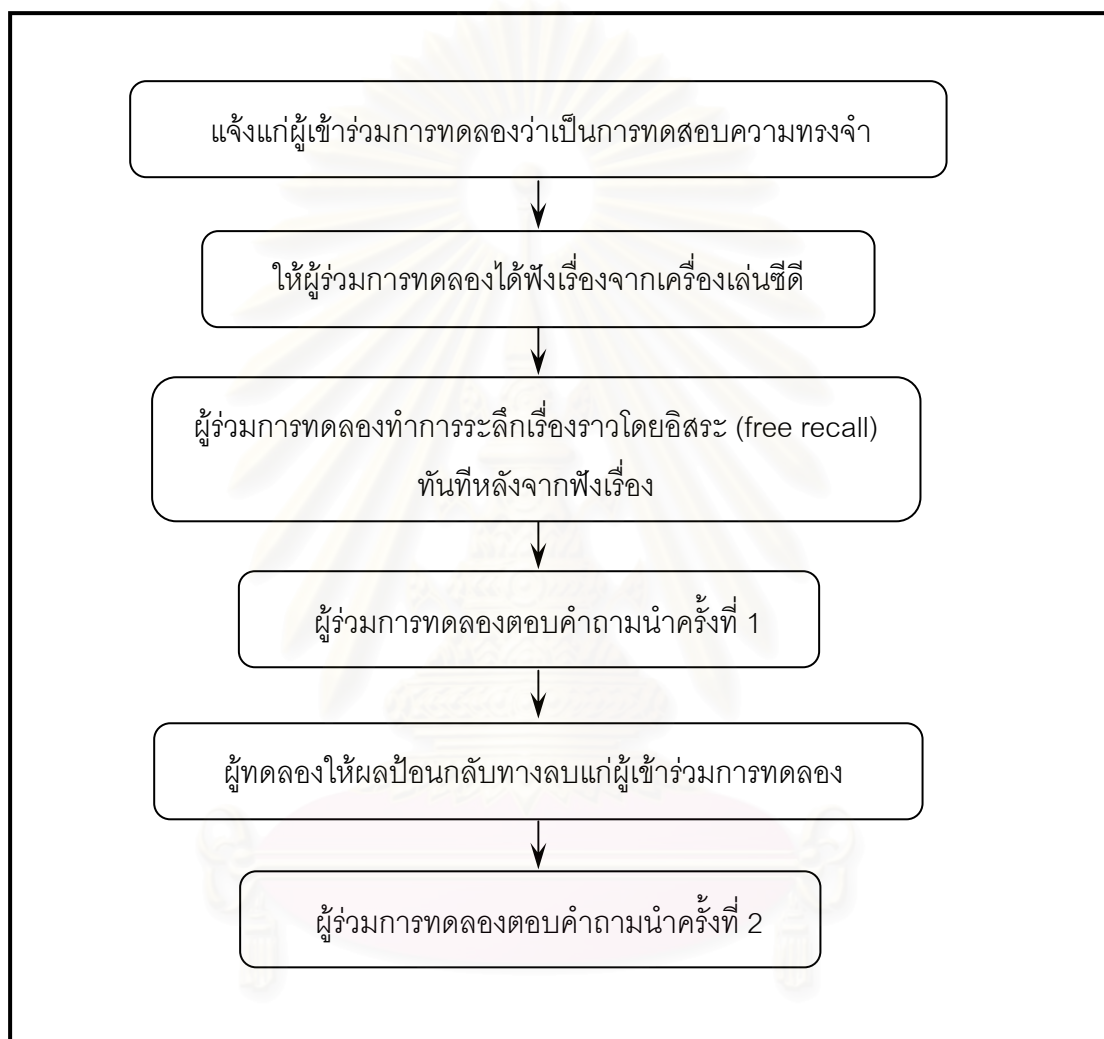 แจ้งแก่ผู้เข้าร่วมการทดลองว่าเป็นการทดสอบความทรงจำ
ให้ผู้ร่วมการทดลองได้ฟังเรื่องจากเครื่องเล่นซีดี
ผู้ร่วมการทดลองทำการระลึกเรื่องราวโดยอิสระ (free recall)
ทันทีหลังจากฟังเรื่อง
ผู้ร่วมการทดลองตอบคำถามนำครั้งที่ 1
ผู้ทดลองให้ผลป้อนกลับทางลบแก่ผู้เข้าร่วมการทดลอง
ผู้ร่วมการทดลองตอบคำถามนำครั้งที่ 2